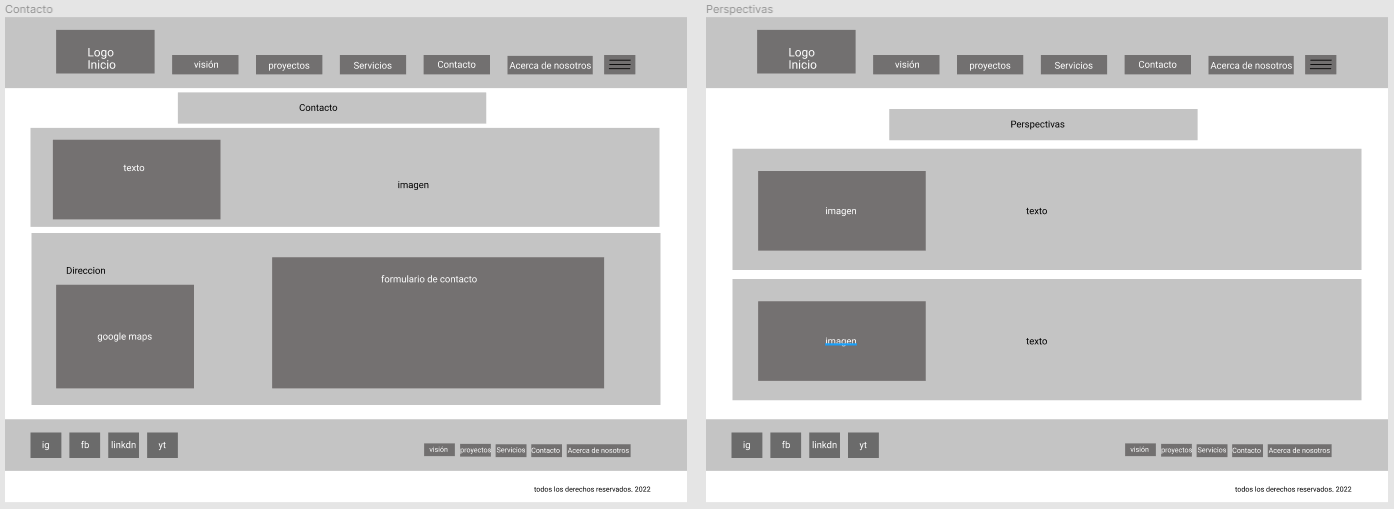 Contacto
Logo
Inicio
visión
proyectos
Servicios
Contacto
Acerca de nosotros
Contacto
texto
imagen
Direccion
google maps
formulario de contacto
ig
fb
linkdn
yt
visión
proyectos
Servicios
Contacto
Acerca de nosotros
todos los derechos reservados. 2022
Perspectivas
Logo
Inicio
visión
proyectos
Servicios
Contacto
Acerca de nosotros
Perspectivas
imagen
texto
imagen
texto
ig
fb
linkdn
yt
visión
proyectos
Servicios
Contacto
Acerca de nosotros
todos los derechos reservados. 2022